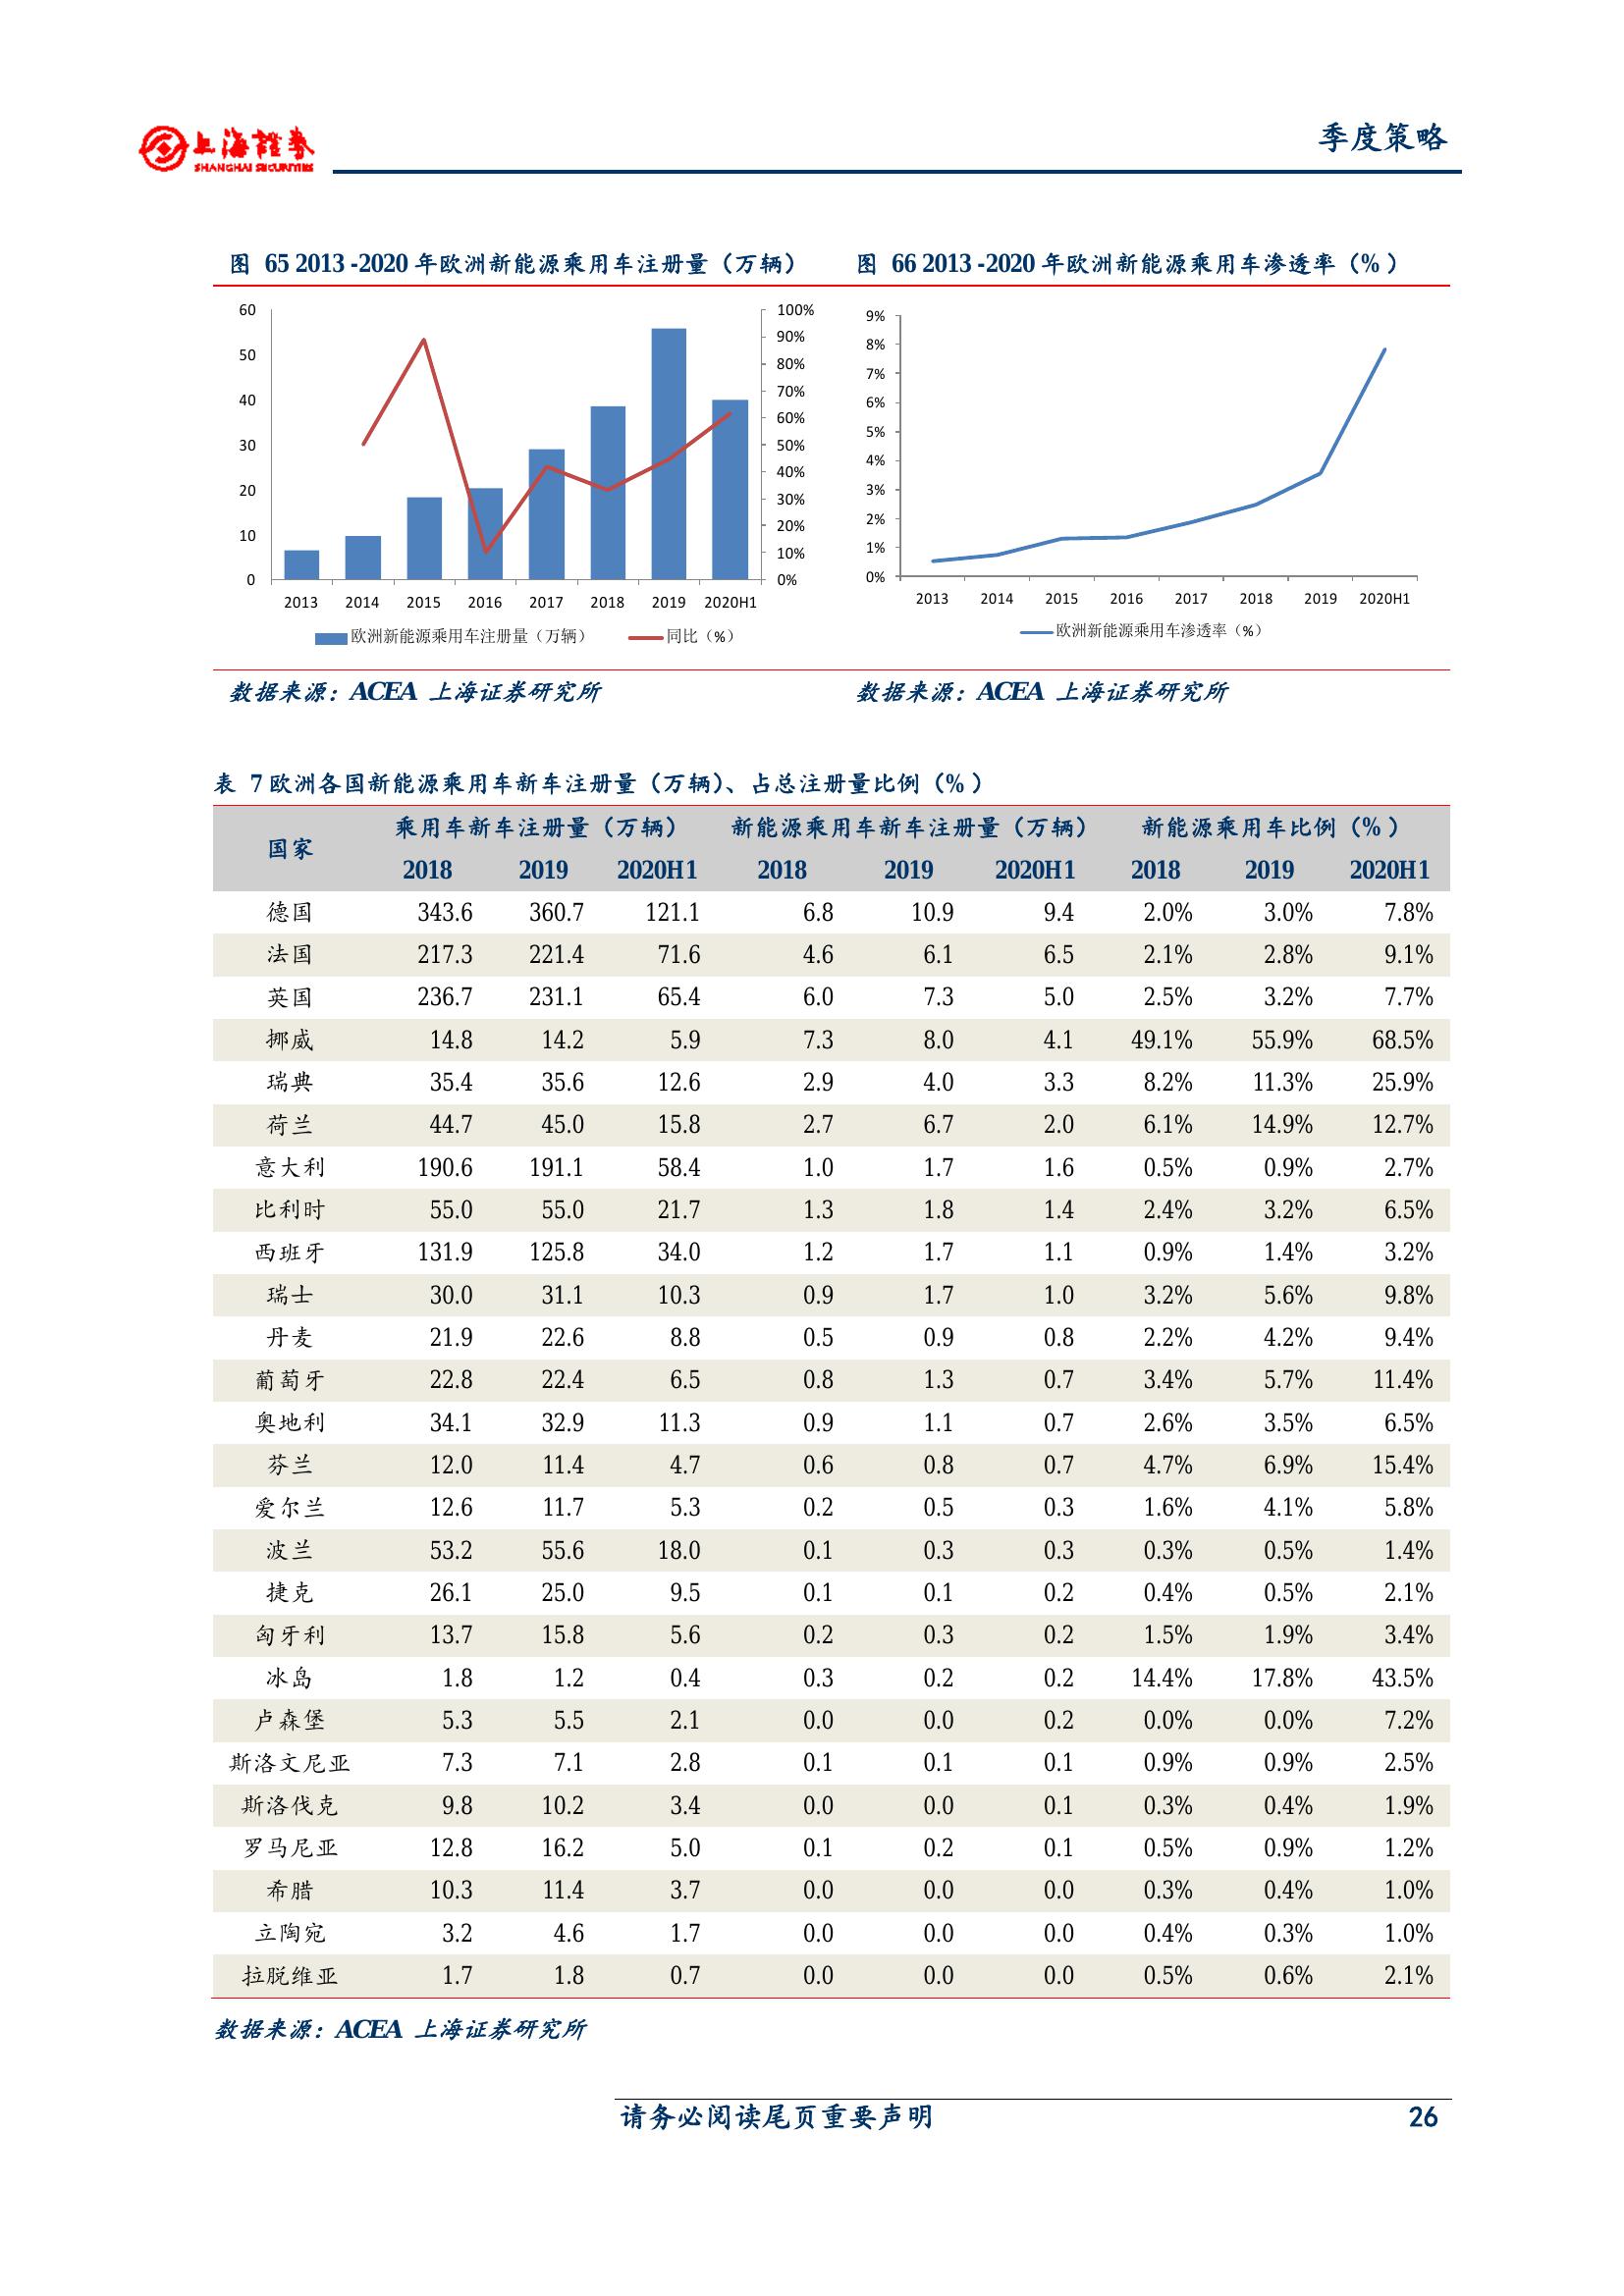 上海證券
SHANGHAI SECURITIES
季度策略
图 65 2013 -2020 年欧洲新能源乘用车注册量（万辆）
60
50
40
30
20
10
0
100%
90%
80%
70%
60%
50%
40%
30%
20%
10%
0%
2013 2014 2015 2016 2017 2018 2019 2020H1
欧洲新能源乘用车注册量（万辆） 同比（%）
数据来源：ACEA 上海证券研究所
图 66 2013 -2020 年欧洲新能源乘用车渗透率（%）
9%
8%
7%
6%
5%
4%
3%
2%
1%
0%
2013 2014 2015 2016 2017 2018 2019 2020H1
欧洲新能源乘用车渗透率（%）
数据来源：ACEA 上海证券研究所
表 7 欧洲各国新能源乘用车新车注册量（万辆）、占总注册量比例（%）
国家 乘用车新车注册量（万辆） 新能源乘用车新车注册量（万辆） 新能源乘用车比例（%）
2018 2019 2020H1 2018 2019 2020H1 2018 2019 2020H1
德国 343.6 360.7 121.1 6.8 10.9 9.4 2.0% 3.0% 7.8%
法国 217.3 221.4 71.6 4.6 6.1 6.5 2.1% 2.8% 9.1%
英国 236.7 231.1 65.4 6.0 7.3 5.0 2.5% 3.2% 7.7%
挪威 14.8 14.2 5.9 7.3 8.0 4.1 49.1% 55.9% 68.5%
瑞典 35.4 35.6 12.6 2.9 4.0 3.3 8.2% 11.3% 25.9%
荷兰 44.7 45.0 15.8 2.7 6.7 2.0 6.1% 14.9% 12.7%
意大利 190.6 191.1 58.4 1.0 1.7 1.6 0.5% 0.9% 2.7%
比利时 55.0 55.0 21.7 1.3 1.8 1.4 2.4% 3.2% 6.5%
西班牙 131.9 125.8 34.0 1.2 1.7 1.1 0.9% 1.4% 3.2%
瑞士 30.0 31.1 10.3 0.9 1.7 1.0 3.2% 5.6% 9.8%
丹麦 21.9 22.6 8.8 0.5 0.9 0.8 2.2% 4.2% 9.4%
葡萄牙 22.8 22.4 6.5 0.8 1.3 0.7 3.4% 5.7% 11.4%
奥地利 34.1 32.9 11.3 0.9 1.1 0.7 2.6% 3.5% 6.5%
芬兰 12.0 11.4 4.7 0.6 0.8 0.7 4.7% 6.9% 15.4%
爱尔兰 12.6 11.7 5.3 0.2 0.5 0.3 1.6% 4.1% 5.8%
波兰 53.2 55.6 18.0 0.1 0.3 0.3 0.3% 0.5% 1.4%
捷克 26.1 25.0 9.5 0.1 0.1 0.2 0.4% 0.5% 2.1%
匈牙利 13.7 15.8 5.6 0.2 0.3 0.2 1.5% 1.9% 3.4%
冰岛 1.8 1.2 0.4 0.3 0.2 0.2 14.4% 17.8% 43.5%
卢森堡 5.3 5.5 2.1 0.0 0.0 0.2 0.0% 0.0% 7.2%
斯洛文尼亚 7.3 7.1 2.8 0.1 0.1 0.1 0.9% 0.9% 2.5%
斯洛伐克 9.8 10.2 3.4 0.0 0.0 0.1 0.3% 0.4% 1.9%
罗马尼亚 12.8 16.2 5.0 0.1 0.2 0.1 0.5% 0.9% 1.2%
希腊 10.3 11.4 3.7 0.0 0.0 0.0 0.3% 0.4% 1.0%
立陶宛 3.2 4.6 1.7 0.0 0.0 0.0 0.4% 0.3% 1.0%
拉脱维亚 1.7 1.8 0.7 0.0 0.0 0.0 0.5% 0.6% 2.1%
数据来源：ACEA 上海证券研究所
请务必阅读尾页重要声明 26